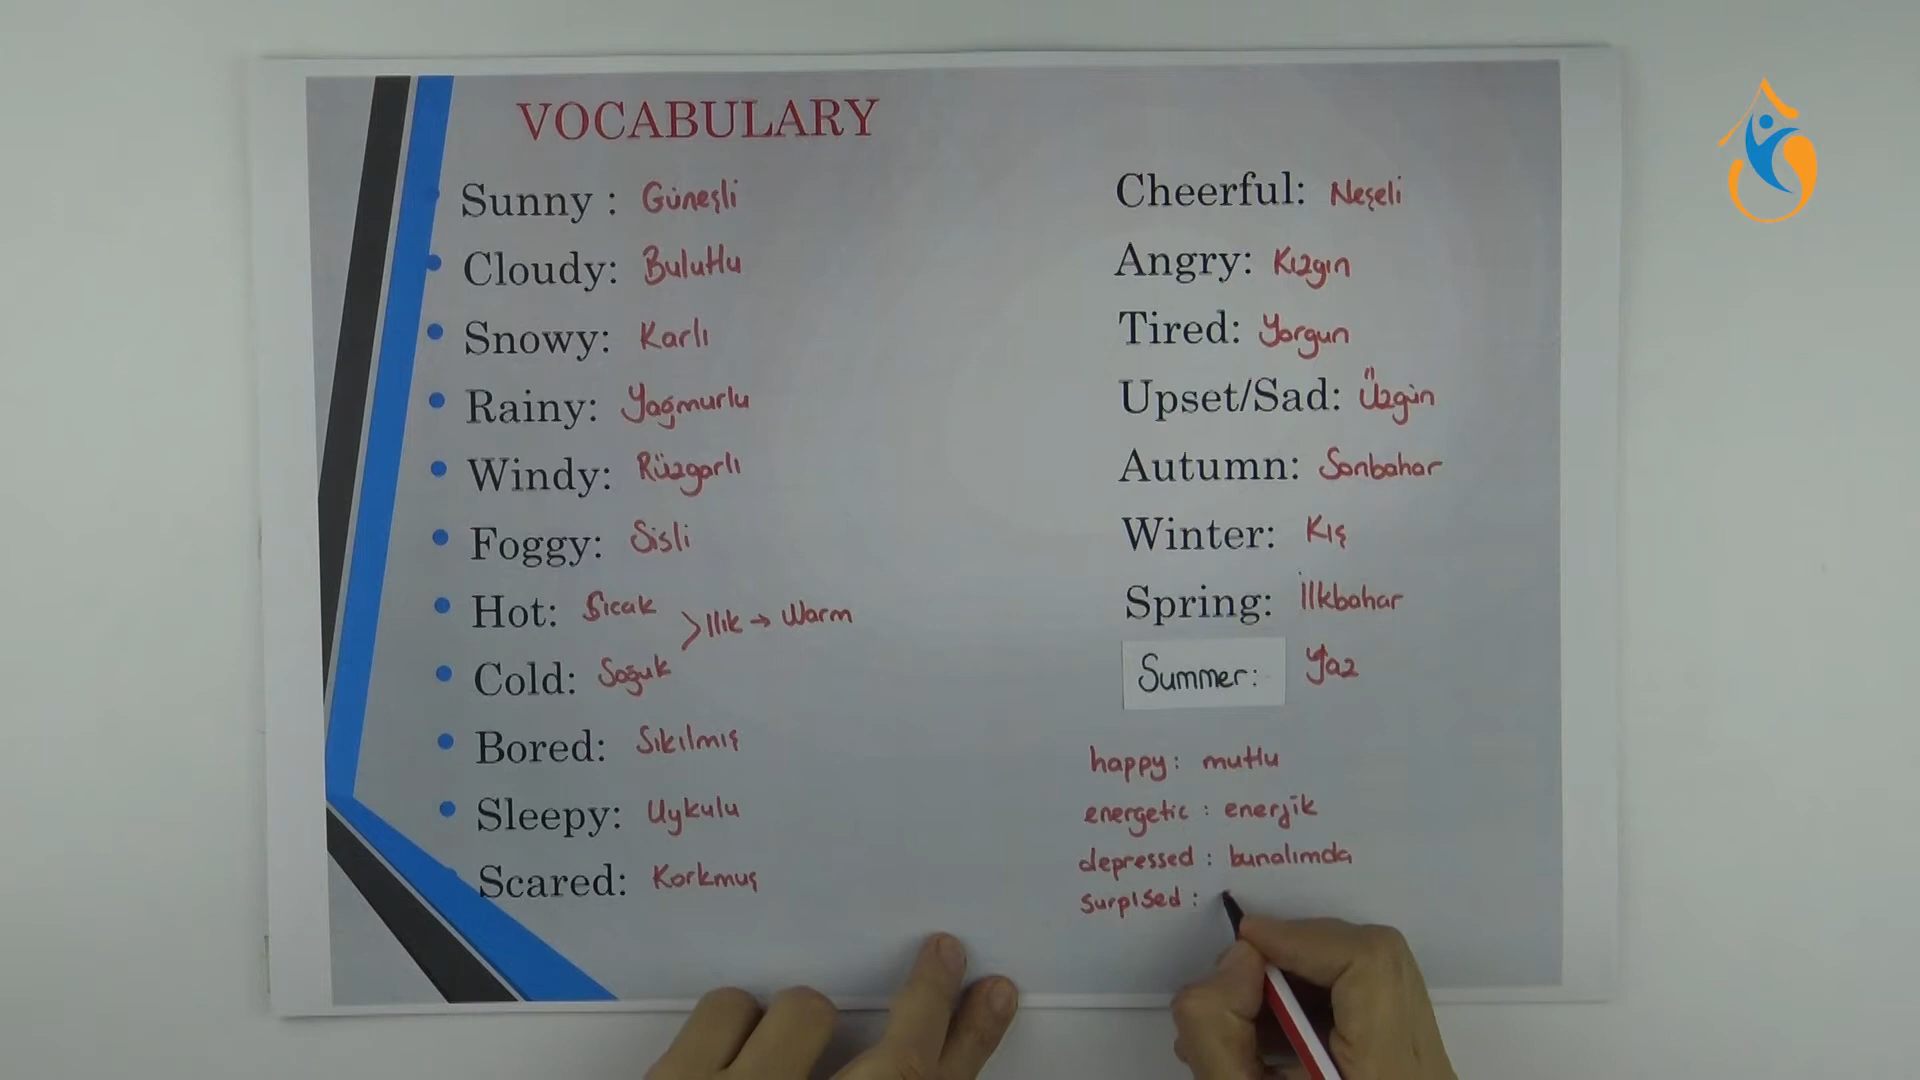 VOCABULARY
Sunny : Güneşli
Cloudy: Bulutlu
Snowy: Karlı
Rainy: Yağmurlu
Windy: Rüzgarlı
Foggy: Sisli
Hot: Sıcak
> Ilık → Warm
Cold: Soğuk
Bored: Sıkılmış
Sleepy: Uykulu
Scared: Korkmuş
Cheerful: Neşeli
Angry: Kızgın
Tired: Yorgun
Upset/Sad: Üzgün
Autumn: Sonbahar
Winter: Kış
Spring: İlkbahar
Summer: Yaz
happy: mutlu
energetic : enerjik
depressed : bunalımda
surpısed :